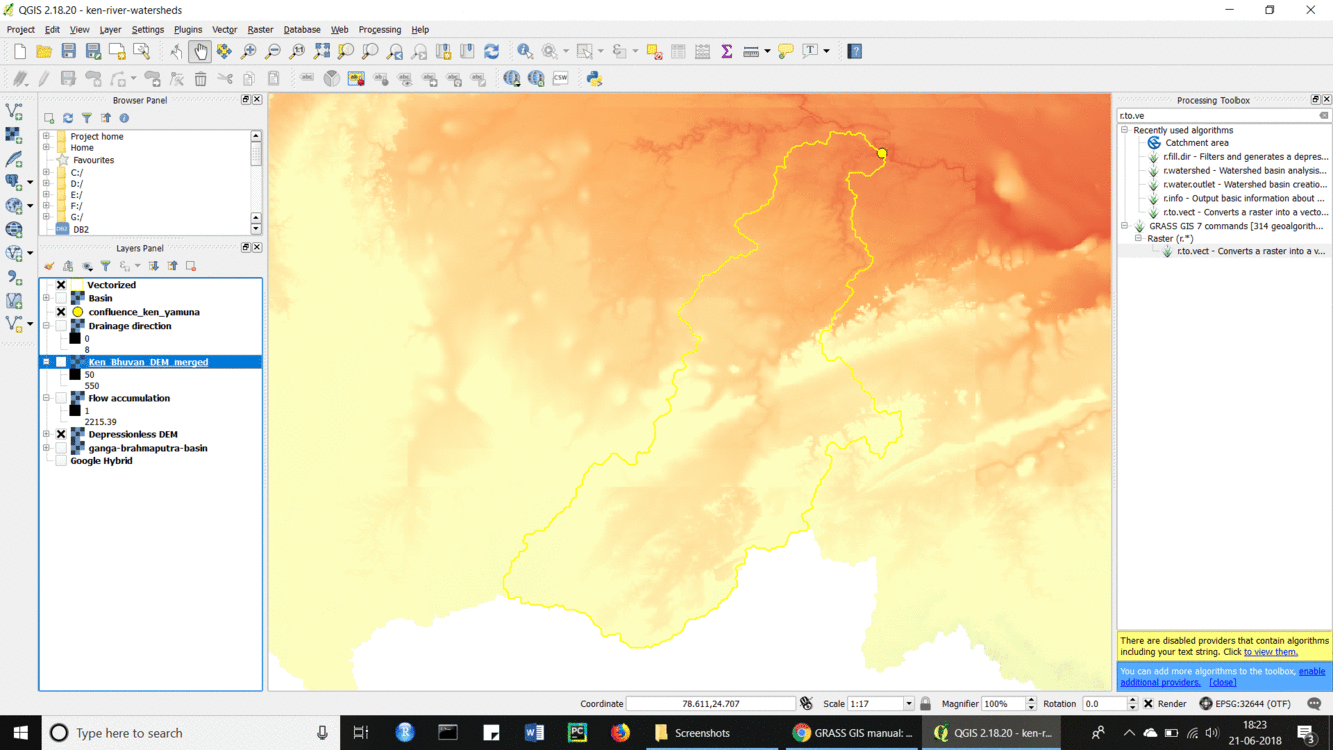 QGIS 2.18.20 - ken-river-watersheds
Project Edit View Layer Settings Plugins Vector Raster Database Web Processing Help
CSW
Browser Panel
Project home
Home
Favourites
C:/
D:/
E:/
F:/
G:/
DB2 DB2
Layers Panel
Vectorized
Basin
confluence_ken_yamuna
Drainage direction
0
8
Ken_Bhuvan_DEM_merged
50
550
Flow accumulation
1
2215.39
Depressionless DEM
ganga-brahmaputra-basin
Google Hybrid
Processing Toolbox
r.to.ve
Recently used algorithms
Catchment area
r.fill.dir - Filters and generates a depres...
r.watershed - Watershed basin analysis...
r.water.outlet - Watershed basin creatio...
r.info - Output basic information about ...
r.to.vect - Converts a raster into a vecto...
GRASS GIS 7 commands [314 geoalgorithm...
Raster (r.*)
r.to.vect - Converts a raster into a v...
There are disabled providers that contain algorithms
including your text string. Click to view them.
You can add more algorithms to the toolbox, enable
additional providers. [close]
Coordinate 78.611,24.707 Scale 1:17 Magnifier 100% Rotation 0.0 Render EPSG:32644 (OTF)
Type here to search
Screenshots
GRASS GIS manual: ...
QGIS 2.18.20 - ken-r...
18:23
21-06-2018
3